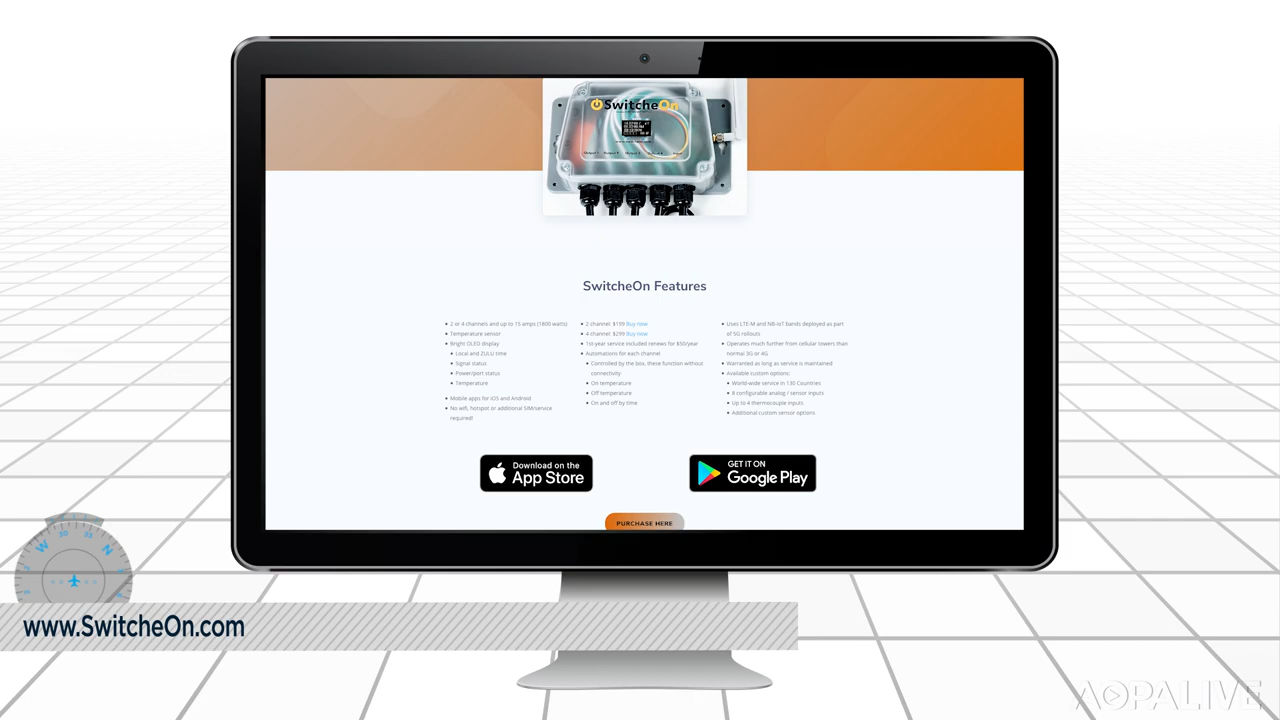 SwitcheOn
SwitcheOn Features
2 or 4 channels and up to 15 amps (1800 watts)
Temperature sensor
Bright OLED display
Local and ZULU time
Signal status
Power/port status
Temperature
Mobile apps for iOS and Android
No wifi, hotspot or additional SIM/service
required!
2 channel: $199 Buy now
4 channel: $299 Buy now
1st-year service included renews for $50/year
Automations for each channel
Controlled by the box, these function without
connectivity
On temperature
Off temperature
On and off by time
Uses LTE-M and NB-IoT bands deployed as part
of 5G rollouts
Operates much further from cellular towers than
normal 3G or 4G
Warranted as long as service is maintained
Available custom options:
World-wide service in 130 Countries
8 configurable analog / sensor inputs
Up to 4 thermocouple inputs
Additional custom sensor options
Download on the
App Store
GET IT ON
Google Play
PURCHASE HERE
W 30 33 N
www.SwitcheOn.com
AOPALIVE